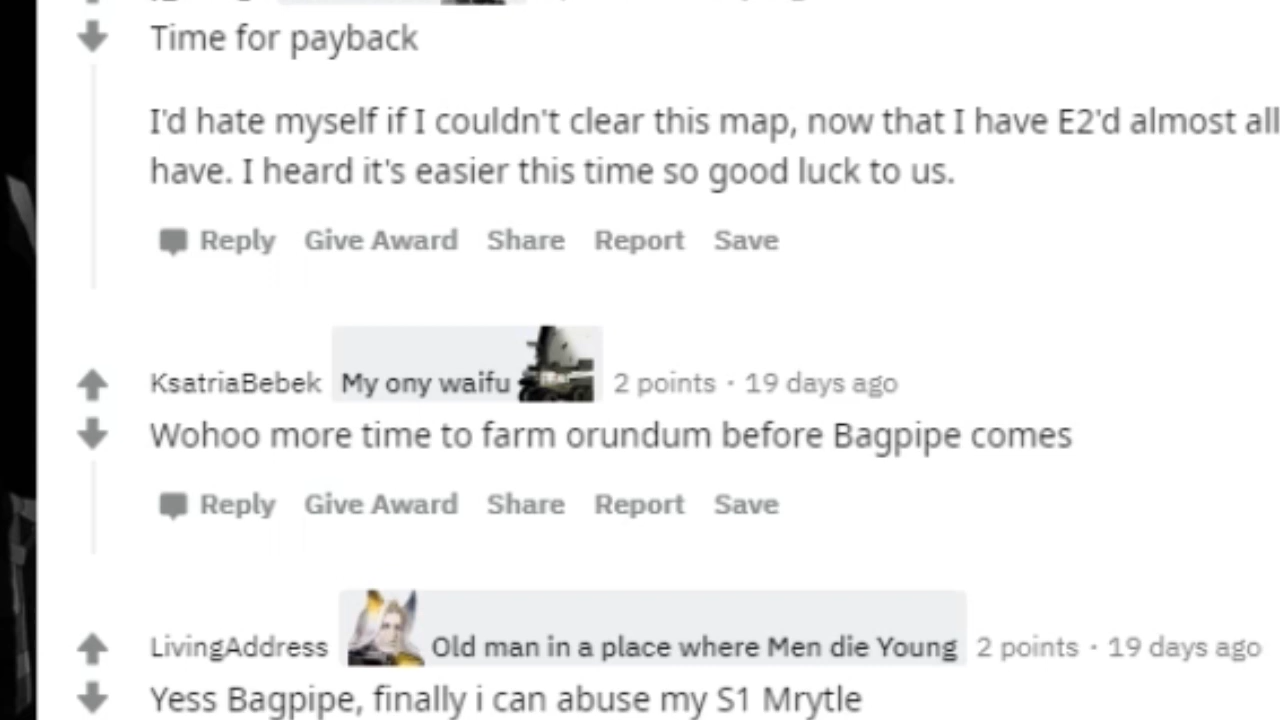 Time for payback
I'd hate myself if I couldn't clear this map, now that I have E2'd almost all
have. I heard it's easier this time so good luck to us.
Reply Give Award Share Report Save
KsatriaBebek My ony waifu 2 points · 19 days ago
Wohoo more time to farm orundum before Bagpipe comes
Reply Give Award Share Report Save
LivingAddress Old man in a place where Men die Young 2 points · 19 days ago
Yess Bagpipe, finally i can abuse my S1 Mrytle